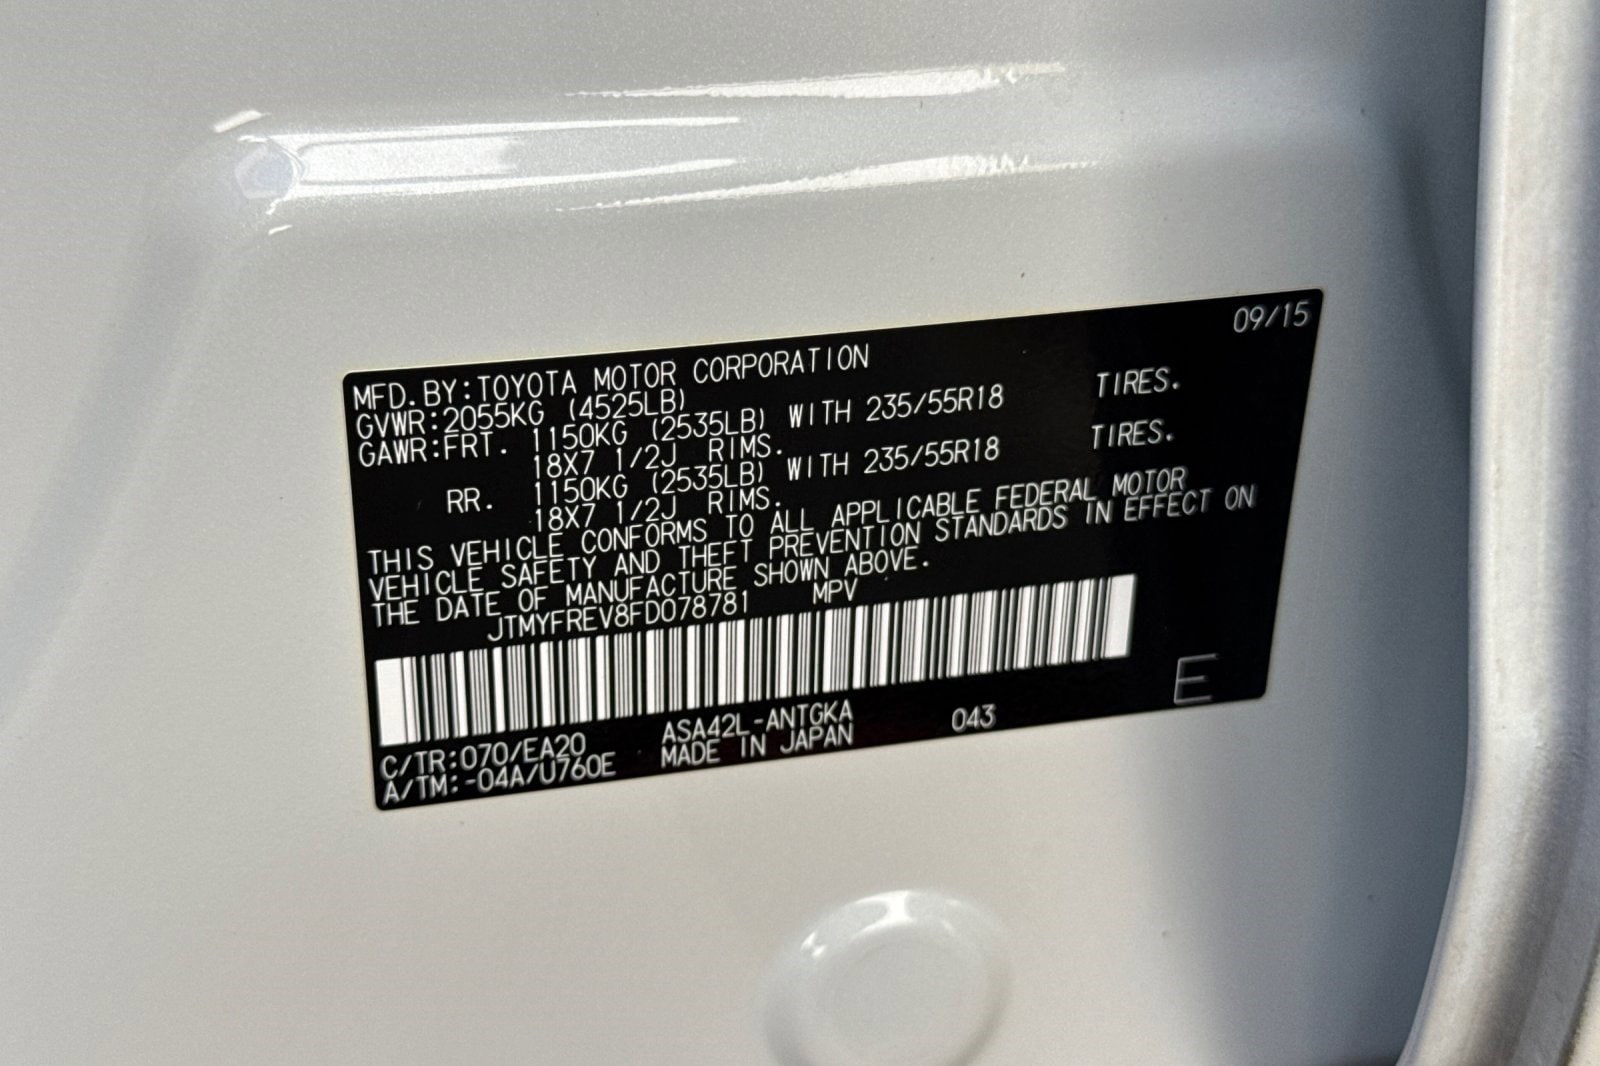 09/15
MFD.BY:TOYOTA MOTOR CORPORATION
GVWR:2055KG (4525LB)
GAWR:FRT. 1150KG (2535LB) WITH 235/55R18 TIRES.
18X7 1/2J RIMS.
RR. 1150KG (2535LB) WITH 235/55R18 TIRES.
18X7 1/2J RIMS.
THIS VEHICLE CONFORMS TO ALL APPLICABLE FEDERAL MOTOR
VEHICLE SAFETY AND THEFT PREVENTION STANDARDS IN EFFECT ON
THE DATE OF MANUFACTURE SHOWN ABOVE.
JTMYFREV8FD078781 MPV
E
C/TR:070/EA20 ASA42L-ANTGKA 043
A/TM:-04A/U760E MADE IN JAPAN